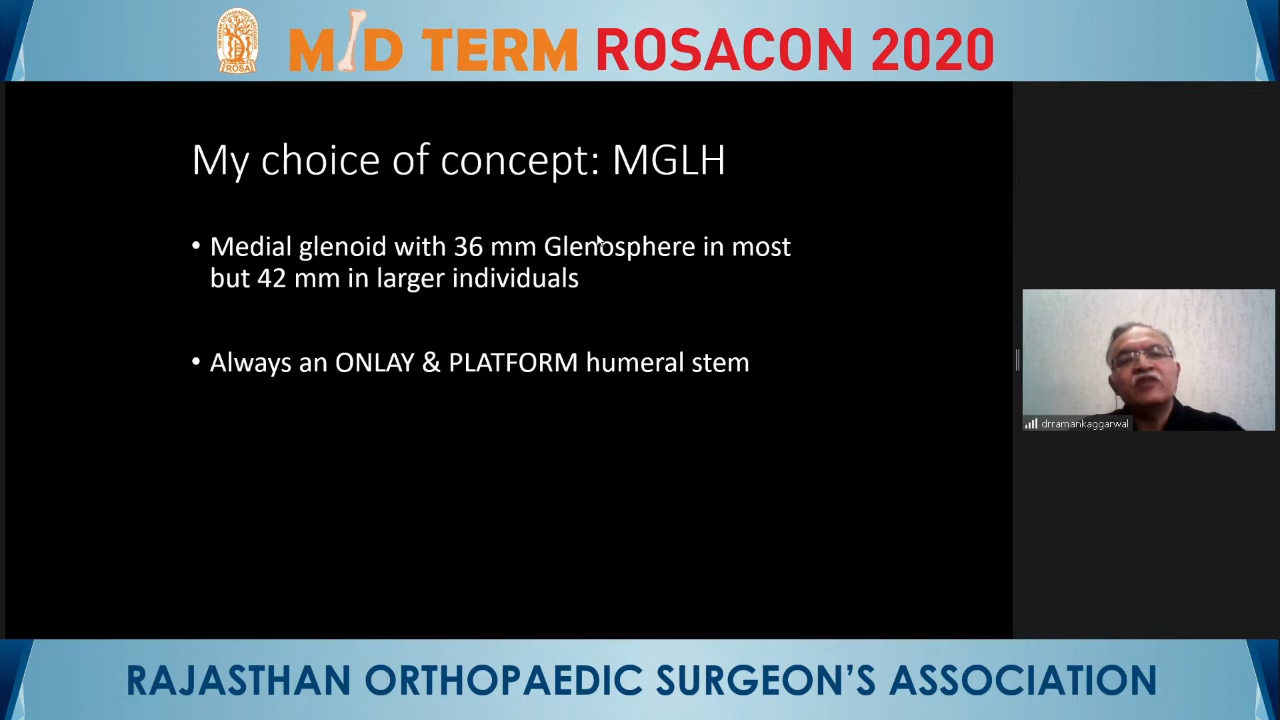 MID TERM ROSACON 2020
ROSA
My choice of concept: MGLH
• Medial glenoid with 36 mm Glenosphere in most
but 42 mm in larger individuals
• Always an ONLAY & PLATFORM humeral stem
drramankaggarwal
RAJASTHAN ORTHOPAEDIC SURGEON'S ASSOCIATION